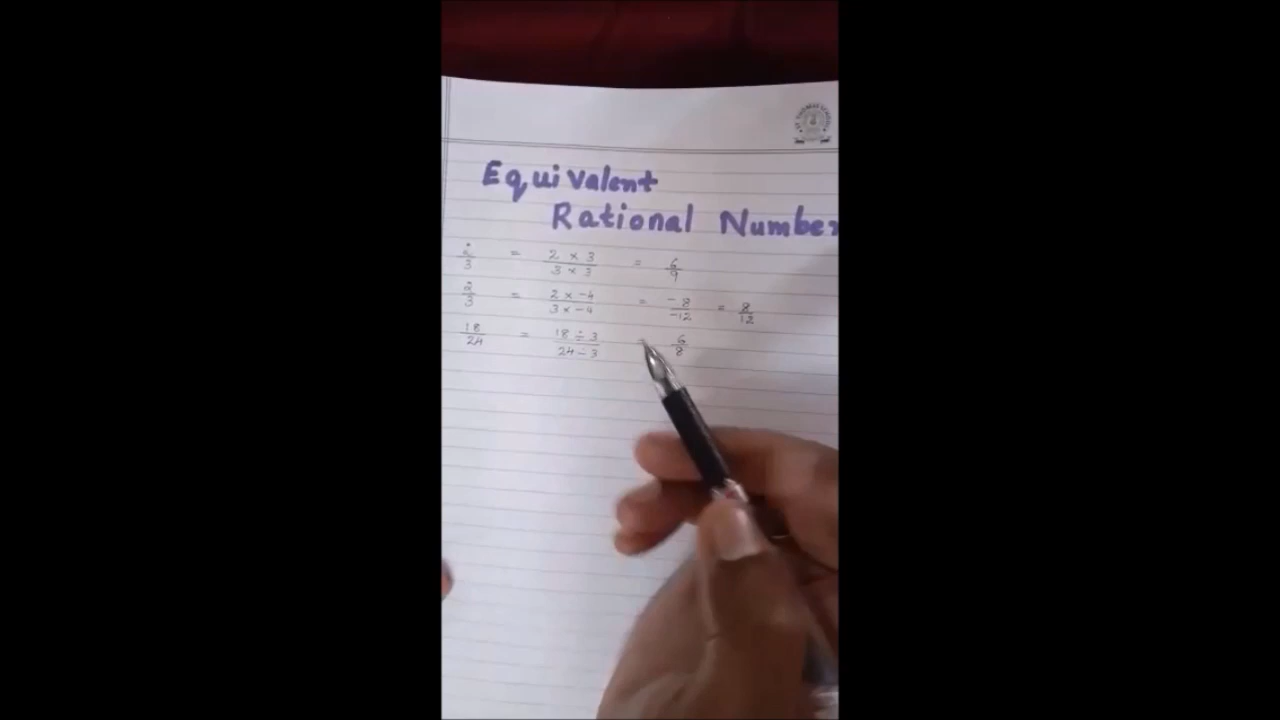 Equivalent
Rational Number
2/3 = 2 × 3 / 3 × 3 = 6/9
2/3 = 2 × -4 / 3 × -4 = -8/-12 = 8/12
18/24 = 18 ÷ 3 / 24 ÷ 3 = 6/8